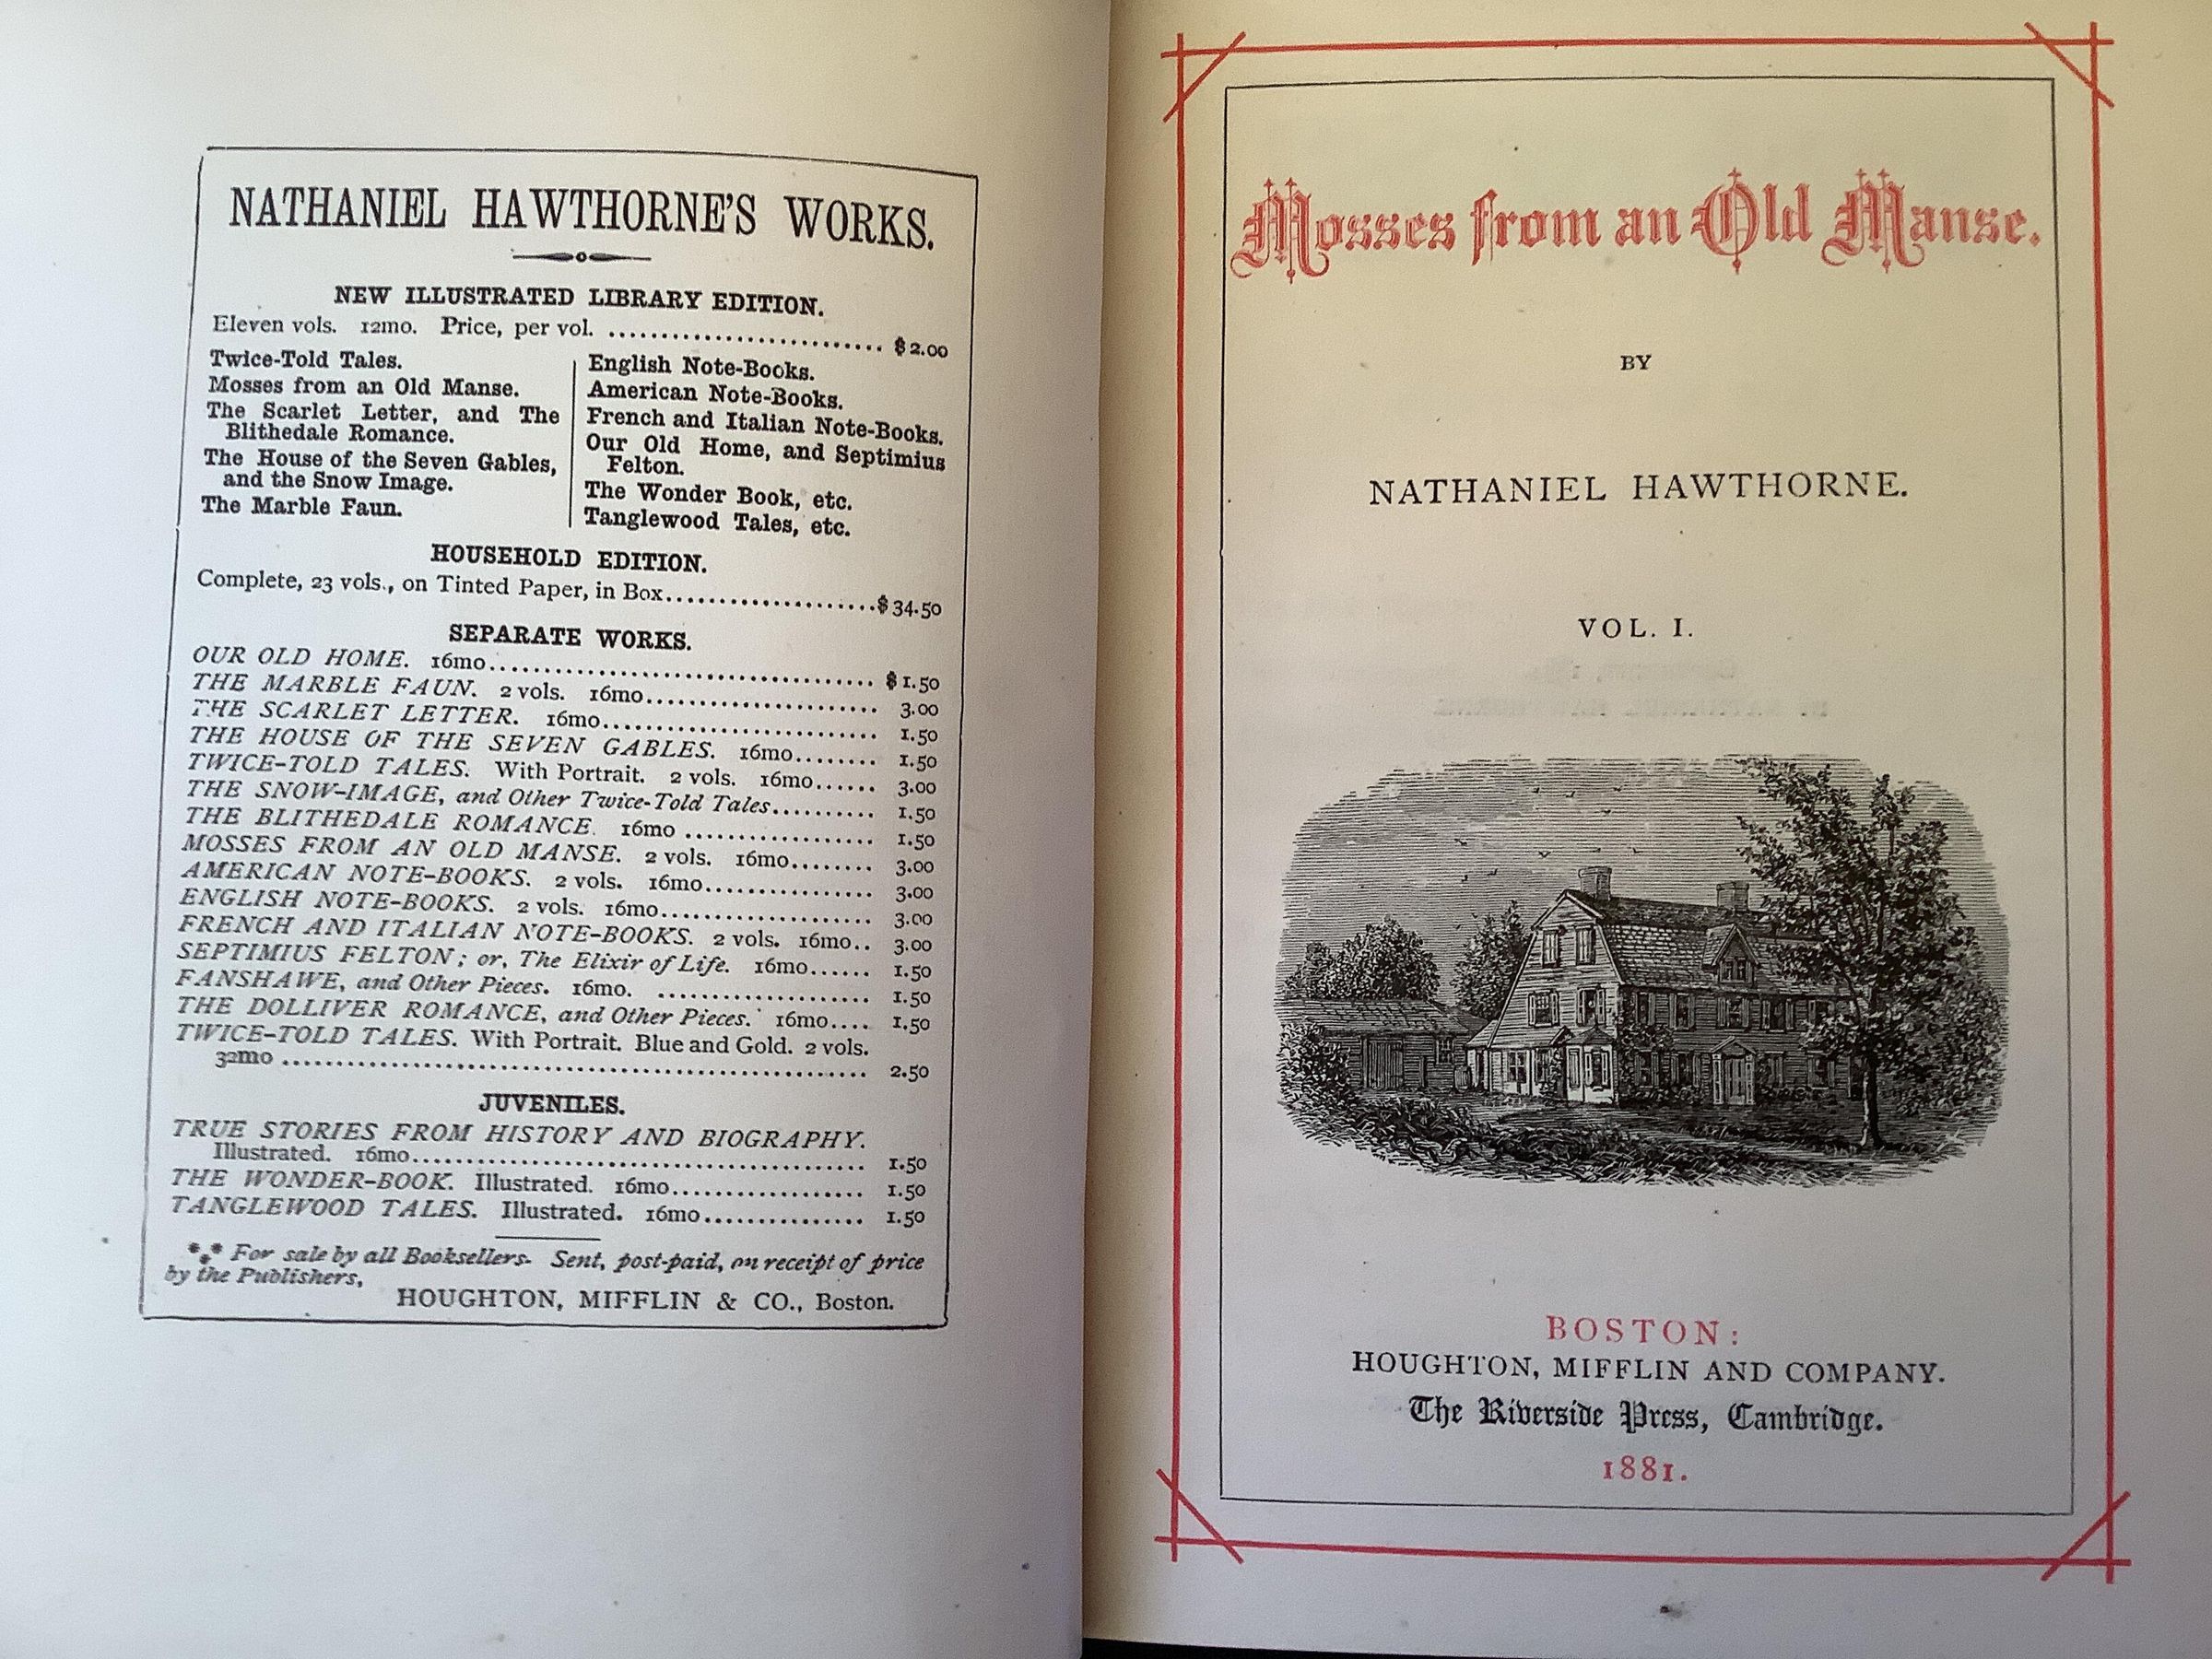 NATHANIEL HAWTHORNE'S WORKS.
NEW ILLUSTRATED LIBRARY EDITION.
Eleven vols. 12mo. Price, per vol. .............................. $2.00
Twice-Told Tales.
Mosses from an Old Manse.
The Scarlet Letter, and The
Blithedale Romance.
The House of the Seven Gables,
and the Snow Image.
The Marble Faun.
English Note-Books.
American Note-Books.
French and Italian Note-Books.
Our Old Home, and Septimius
Felton.
The Wonder Book, etc.
Tanglewood Tales, etc.
HOUSEHOLD EDITION.
Complete, 23 vols., on Tinted Paper, in Box.......................$34.50
SEPARATE WORKS.
OUR OLD HOME. 16mo.......................................... $1.50
THE MARBLE FAUN. 2 vols. 16mo......................... 3.00
THE SCARLET LETTER. 16mo.............................. 1.50
THE HOUSE OF THE SEVEN GABLES. 16mo........ 1.50
TWICE-TOLD TALES. With Portrait. 2 vols. 16mo...... 3.00
THE SNOW-IMAGE, and Other Twice-Told Tales.......... 1.50
THE BLITHEDALE ROMANCE. 16mo .................... 1.50
MOSSES FROM AN OLD MANSE. 2 vols. 16mo........ 3.00
AMERICAN NOTE-BOOKS. 2 vols. 16mo.................. 3.00
ENGLISH NOTE-BOOKS. 2 vols. 16mo...................... 3.00
FRENCH AND ITALIAN NOTE-BOOKS. 2 vols. 16mo.. 3.00
SEPTIMIUS FELTON; or, The Elixir of Life. 16mo...... 1.50
FANSHAWE, and Other Pieces. 16mo. ...................... 1.50
THE DOLLIVER ROMANCE, and Other Pieces. 16mo.... 1.50
TWICE-TOLD TALES. With Portrait. Blue and Gold. 2 vols.
32mo ............................................................ 2.50
JUVENILES.
TRUE STORIES FROM HISTORY AND BIOGRAPHY.
Illustrated. 16mo............................................... 1.50
THE WONDER-BOOK. Illustrated. 16mo.................... 1.50
TANGLEWOOD TALES. Illustrated. 16mo................ 1.50
*** For sale by all Booksellers. Sent, post-paid, on receipt of price
by the Publishers,
HOUGHTON, MIFFLIN & CO., Boston.
Mosses from an Old Manse.
BY
NATHANIEL HAWTHORNE.
VOL. I.
BOSTON:
HOUGHTON, MIFFLIN AND COMPANY.
The Riverside Press, Cambridge.
1881.